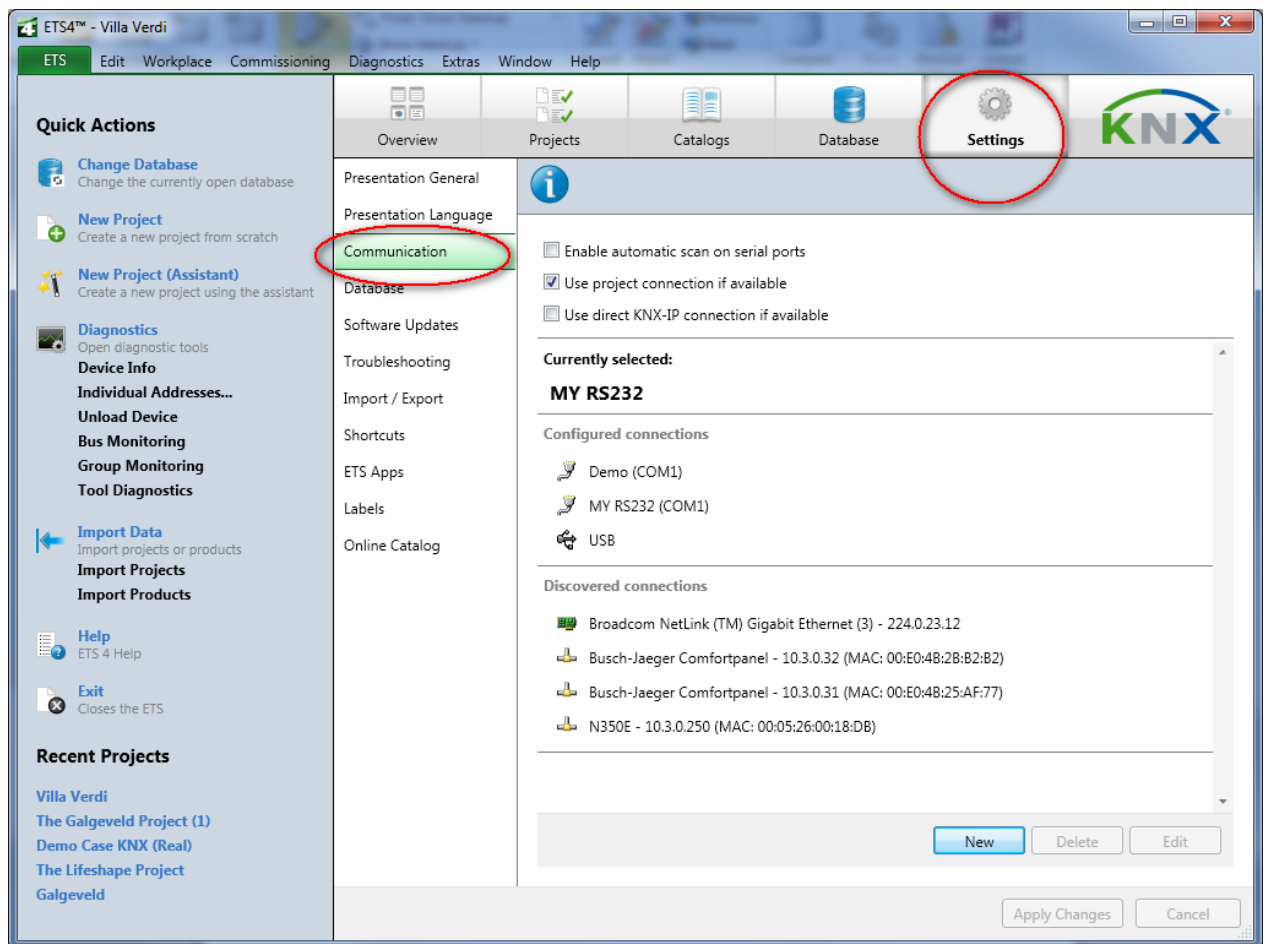 ETS4™ - Villa Verdi
ETS Edit Workplace Commissioning Diagnostics Extras Window Help
Quick Actions
Change Database
Change the currently open database
New Project
Create a new project from scratch
New Project (Assistant)
Create a new project using the assistant
Diagnostics
Open diagnostic tools
Device Info
Individual Addresses...
Unload Device
Bus Monitoring
Group Monitoring
Tool Diagnostics
Import Data
Import projects or products
Import Projects
Import Products
Help
ETS 4 Help
Exit
Closes the ETS
Recent Projects
Villa Verdi
The Galgeveld Project (1)
Demo Case KNX (Real)
The Lifeshape Project
Galgeveld
Overview Projects Catalogs Database Settings
KNX®
Presentation General
Presentation Language
Communication
Database
Software Updates
Troubleshooting
Import / Export
Shortcuts
ETS Apps
Labels
Online Catalog
Enable automatic scan on serial ports
Use project connection if available
Use direct KNX-IP connection if available
Currently selected:
MY RS232
Configured connections
Demo (COM1)
MY RS232 (COM1)
USB
Discovered connections
Broadcom NetLink (TM) Gigabit Ethernet (3) - 224.0.23.12
Busch-Jaeger Comfortpanel - 10.3.0.32 (MAC: 00:E0:4B:2B:B2:B2)
Busch-Jaeger Comfortpanel - 10.3.0.31 (MAC: 00:E0:4B:25:AF:77)
N350E - 10.3.0.250 (MAC: 00:05:26:00:18:DB)
New Delete Edit
Apply Changes Cancel